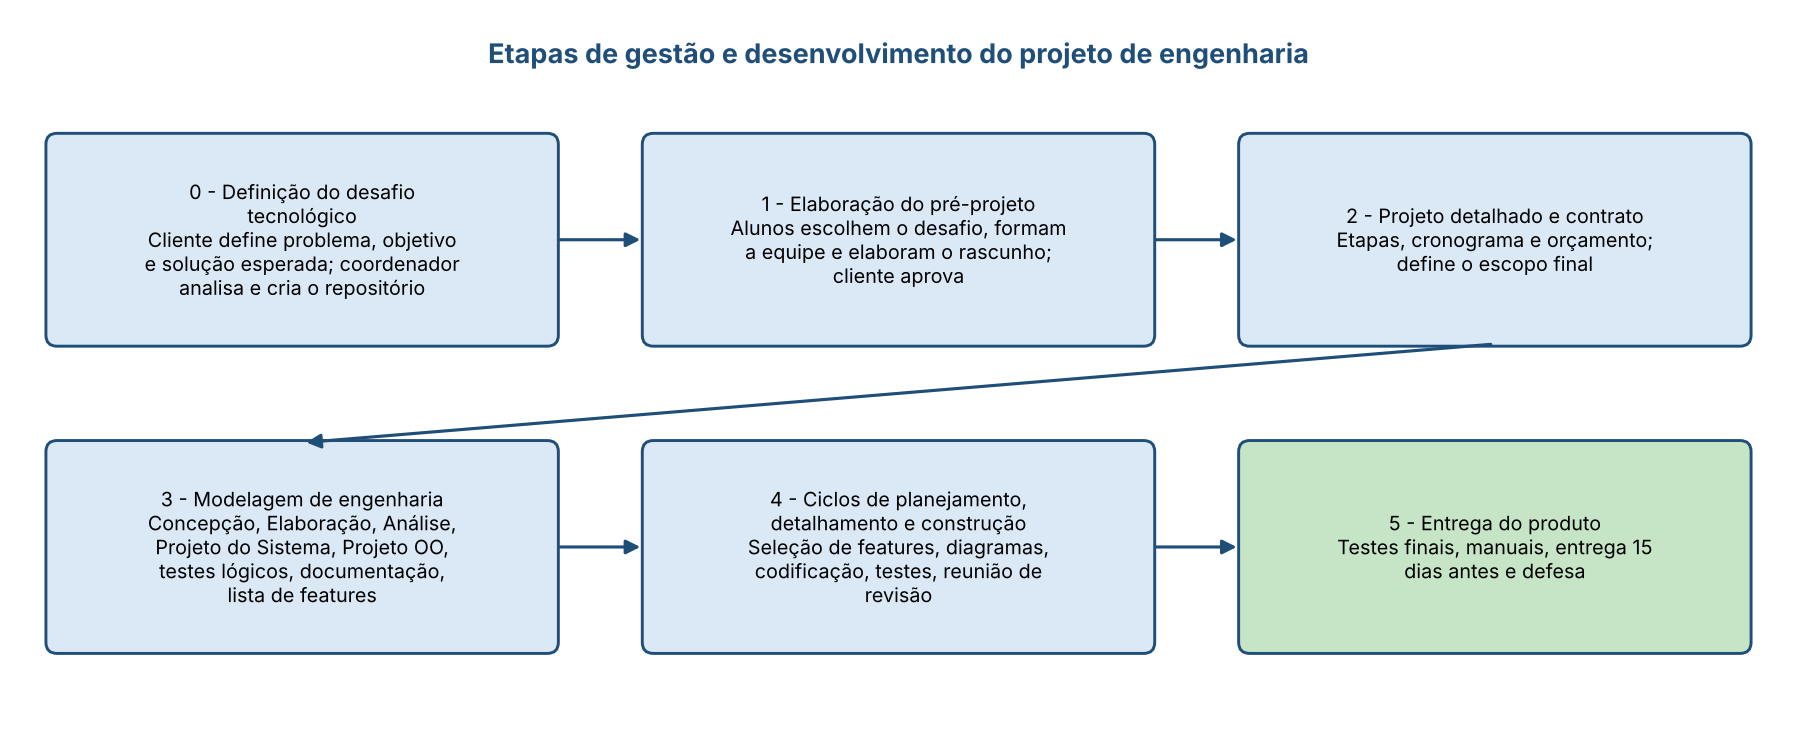 Etapas de gestão e desenvolvimento do projeto de engenharia
0 - Definição do desafio
tecnológico
Cliente define problema, objetivo
e solução esperada; coordenador
analisa e cria o repositório
1 - Elaboração do pré-projeto
Alunos escolhem o desafio, formam
a equipe e elaboram o rascunho;
cliente aprova
2 - Projeto detalhado e contrato
Etapas, cronograma e orçamento;
define o escopo final
3 - Modelagem de engenharia
Concepção, Elaboração, Análise,
Projeto do Sistema, Projeto OO,
testes lógicos, documentação,
lista de features
4 - Ciclos de planejamento,
detalhamento e construção
Seleção de features, diagramas,
codificação, testes, reunião de
revisão
5 - Entrega do produto
Testes finais, manuais, entrega 15
dias antes e defesa